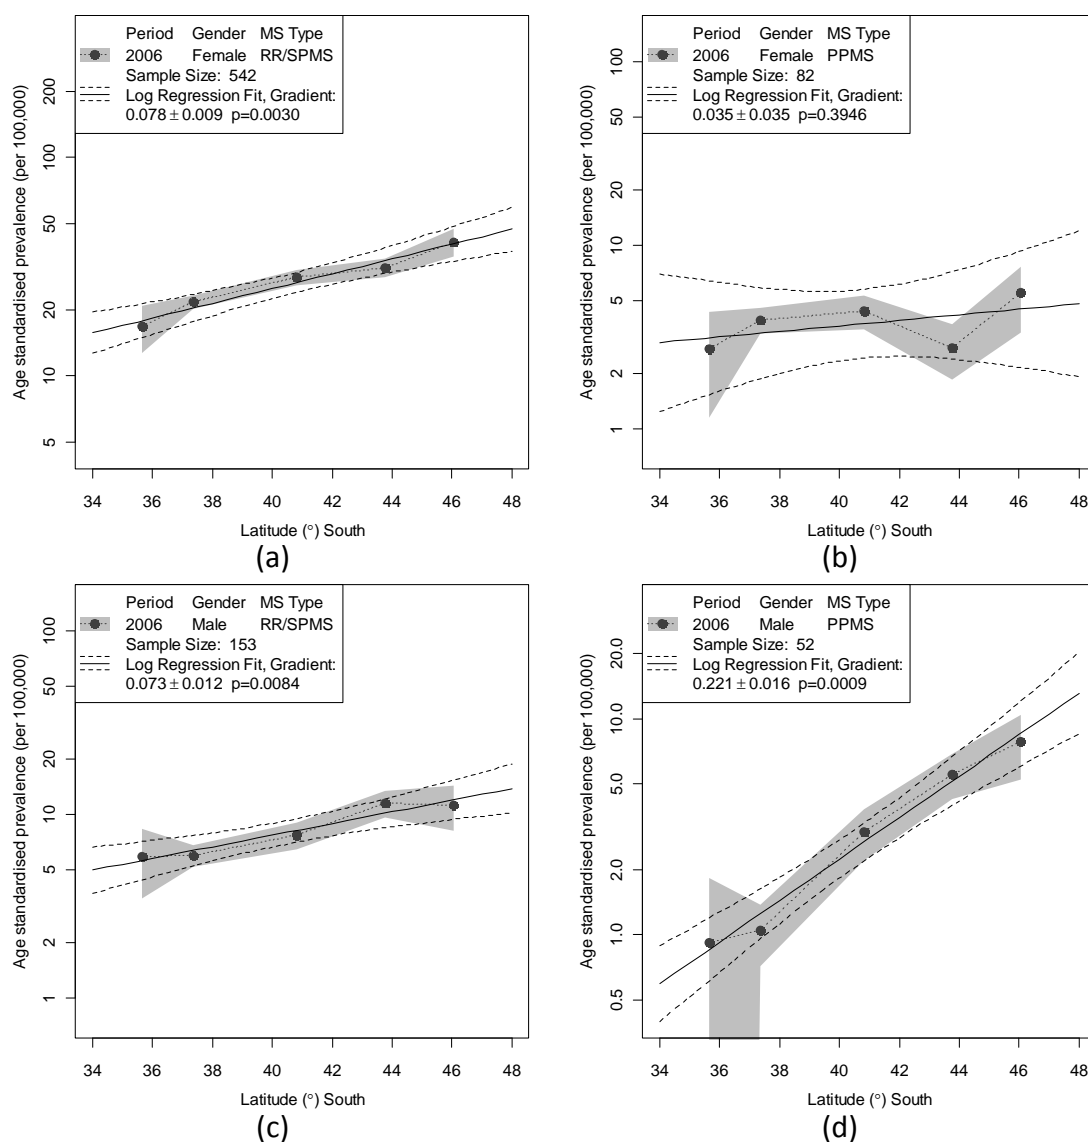 Period Gender MS Type
2006 Female RR/SPMS
Sample Size: 542
Log Regression Fit, Gradient:
0.078 ± 0.009 p=0.0030
Age standardised prevalence (per 100,000)
200
100
50
20
10
5
34 36 38 40 42 44 46 48
Latitude (°) South
(a)
Period Gender MS Type
2006 Female PPMS
Sample Size: 82
Log Regression Fit, Gradient:
0.035 ± 0.035 p=0.3946
Age standardised prevalence (per 100,000)
100
50
20
10
5
2
1
34 36 38 40 42 44 46 48
Latitude (°) South
(b)
Period Gender MS Type
2006 Male RR/SPMS
Sample Size: 153
Log Regression Fit, Gradient:
0.073 ± 0.012 p=0.0084
Age standardised prevalence (per 100,000)
100
50
20
10
5
2
1
34 36 38 40 42 44 46 48
Latitude (°) South
(c)
Period Gender MS Type
2006 Male PPMS
Sample Size: 52
Log Regression Fit, Gradient:
0.221 ± 0.016 p=0.0009
Age standardised prevalence (per 100,000)
20.0
10.0
5.0
2.0
1.0
0.5
34 36 38 40 42 44 46 48
Latitude (°) South
(d)